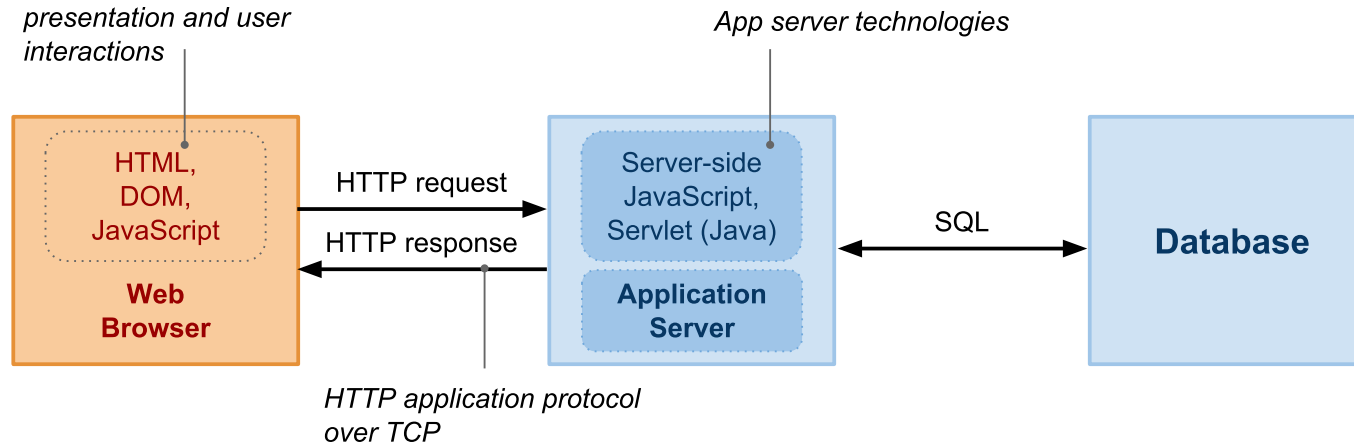 presentation and user
interactions
App server technologies
HTML,
DOM,
JavaScript
Web
Browser
HTTP request
HTTP response
HTTP application protocol
over TCP
Server-side
JavaScript,
Servlet (Java)
Application
Server
SQL
Database